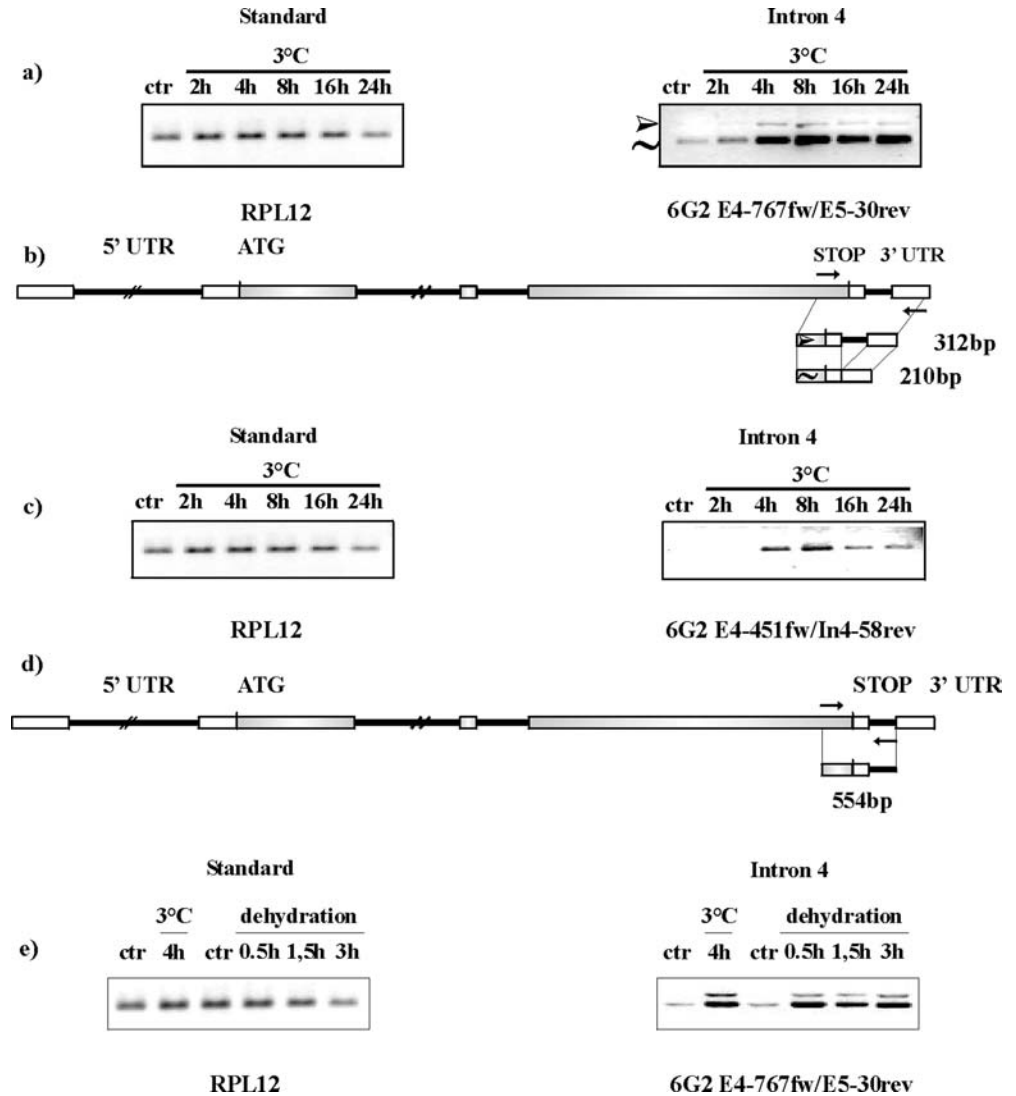 Standard Intron 4
a) 3°C 3°C
ctr 2h 4h 8h 16h 24h ctr 2h 4h 8h 16h 24h
RPL12 6G2 E4-767fw/E5-30rev
b) 5' UTR ATG STOP 3' UTR
312bp
210bp
Standard Intron 4
3°C 3°C
c) ctr 2h 4h 8h 16h 24h ctr 2h 4h 8h 16h 24h
RPL12 6G2 E4-451fw/In4-58rev
d)
5' UTR ATG STOP 3' UTR
554bp
Standard Intron 4
3°C dehydration 3°C dehydration
e) ctr 4h ctr 0.5h 1,5h 3h ctr 4h ctr 0.5h 1,5h 3h
RPL12 6G2 E4-767fw/E5-30rev